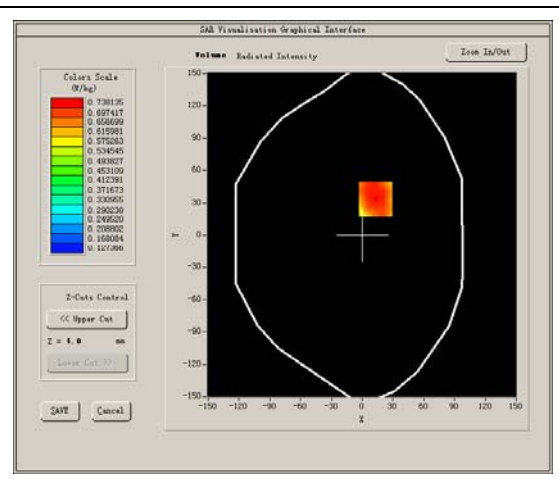 SAR Visualisation Graphical Interface
Volume Radiated Intensity
Zoom In/Out
Colors Scale
(W/kg)
0.738135
0.697417
0.656699
0.615981
0.575263
0.534545
0.493827
0.453109
0.412391
0.371673
0.330955
0.290238
0.249520
0.208802
0.168084
0.127366
Z-Cuts Control
<< Upper Cut
Z = 4.0 mm
Lower Cut >>
SAVE
Cancel
150
120
90
60
30
0
-30
-60
-90
-120
-150
Y
-150 -120 -90 -60 -30 0 30 60 90 120 150
X